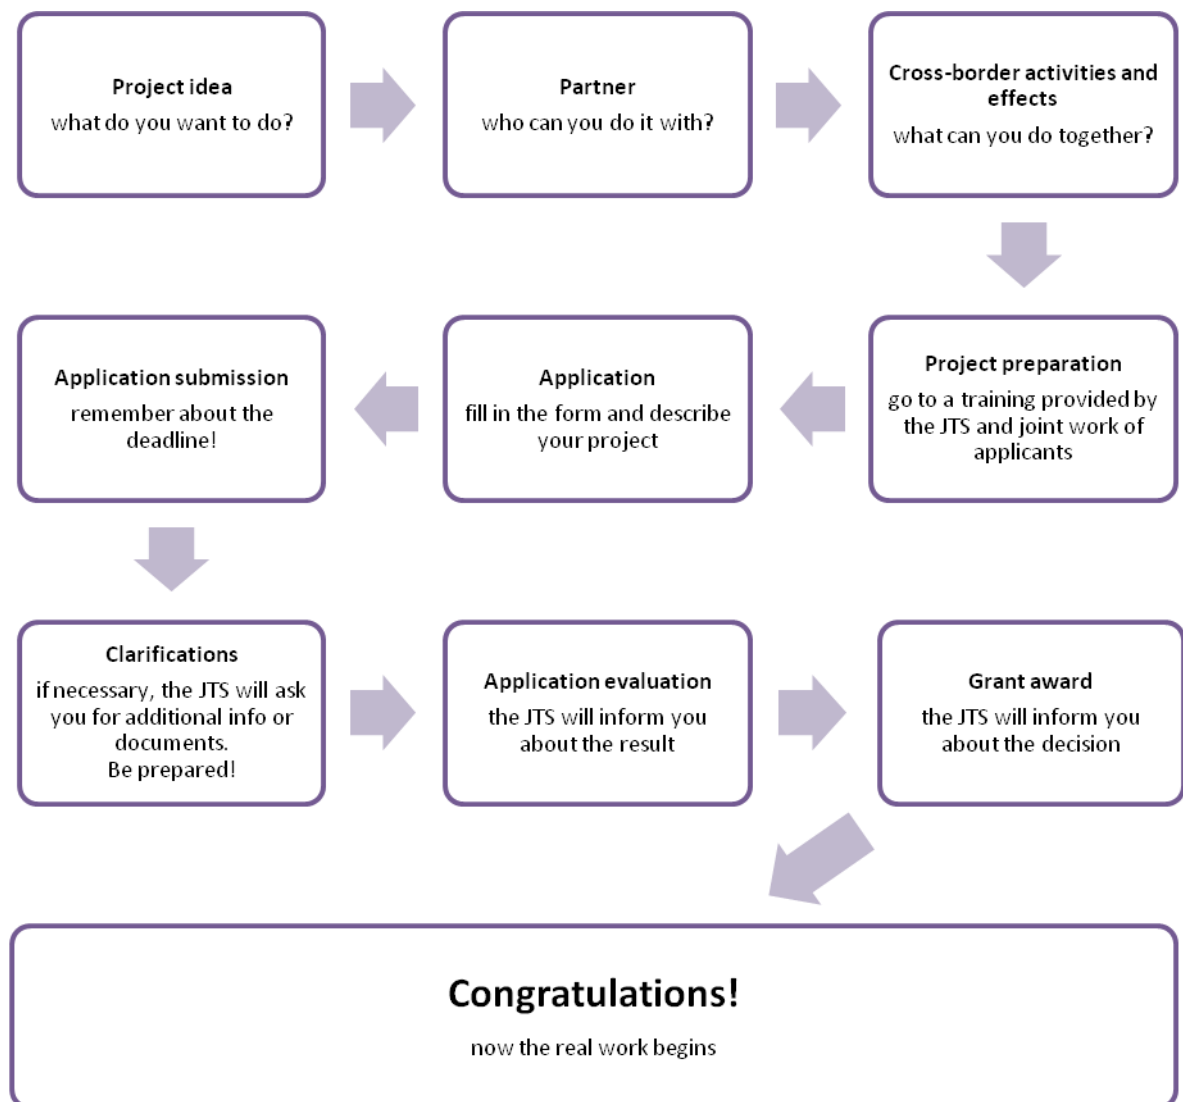 Project idea
what do you want to do?
Partner
who can you do it with?
Cross-border activities and
effects
what can you do together?
Project preparation
go to a training provided by
the JTS and joint work of
applicants
Application
fill in the form and describe
your project
Application submission
remember about the
deadline!
Clarifications
if necessary, the JTS will ask
you for additional info or
documents.
Be prepared!
Application evaluation
the JTS will inform you
about the result
Grant award
the JTS will inform you
about the decision
Congratulations!
now the real work begins